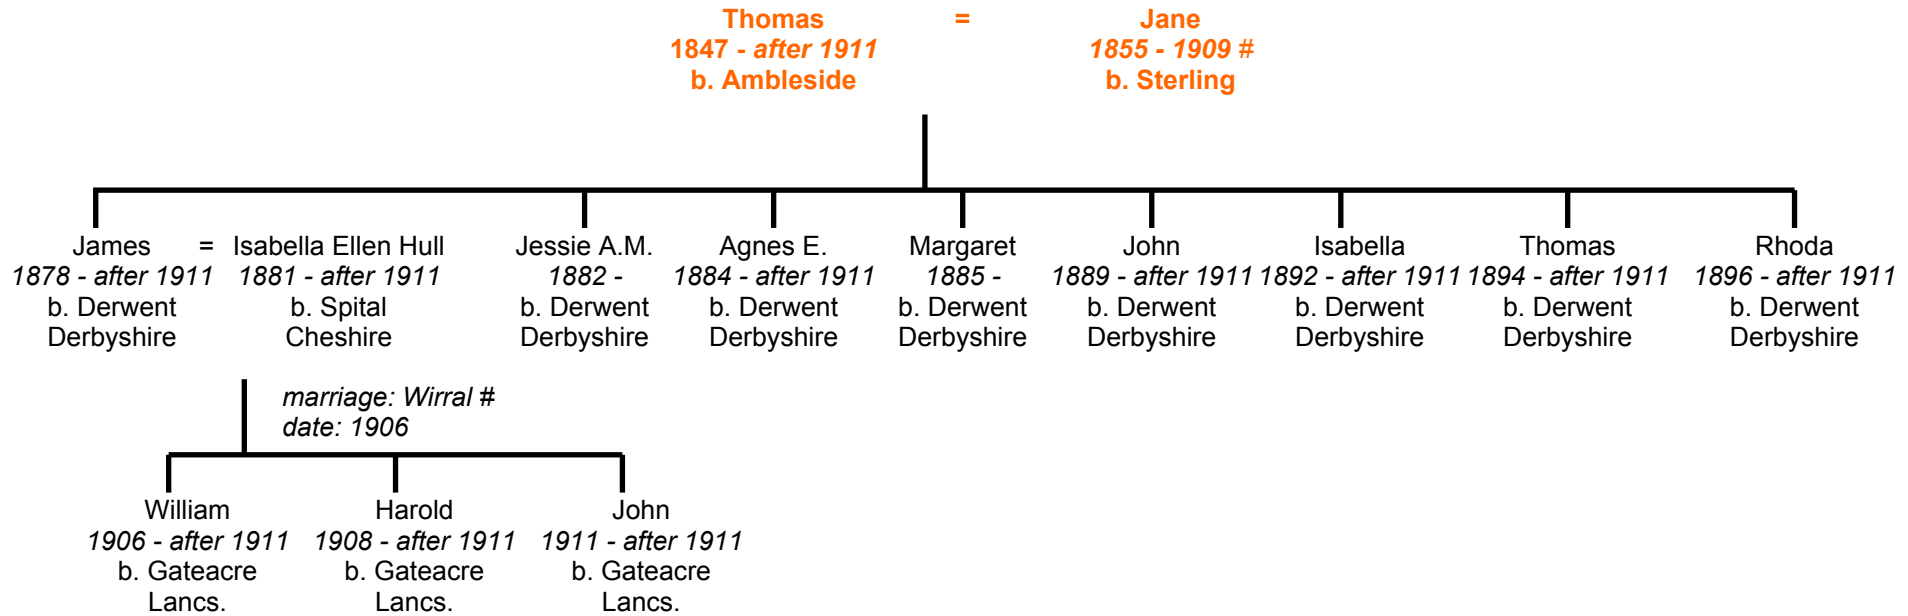 Thomas = Jane
1847 - after 1911 1855 - 1909 #
b. Ambleside b. Sterling
James = Isabella Ellen Hull Jessie A.M. Agnes E. Margaret John Isabella Thomas Rhoda
1878 - after 1911 1881 - after 1911 1882 - 1884 - after 1911 1885 - 1889 - after 1911 1892 - after 1911 1894 - after 1911 1896 - after 1911
b. Derwent b. Spital b. Derwent b. Derwent b. Derwent b. Derwent b. Derwent b. Derwent b. Derwent
Derbyshire Cheshire Derbyshire Derbyshire Derbyshire Derbyshire Derbyshire Derbyshire Derbyshire
marriage: Wirral #
date: 1906
William Harold John
1906 - after 1911 1908 - after 1911 1911 - after 1911
b. Gateacre b. Gateacre b. Gateacre
Lancs. Lancs. Lancs.